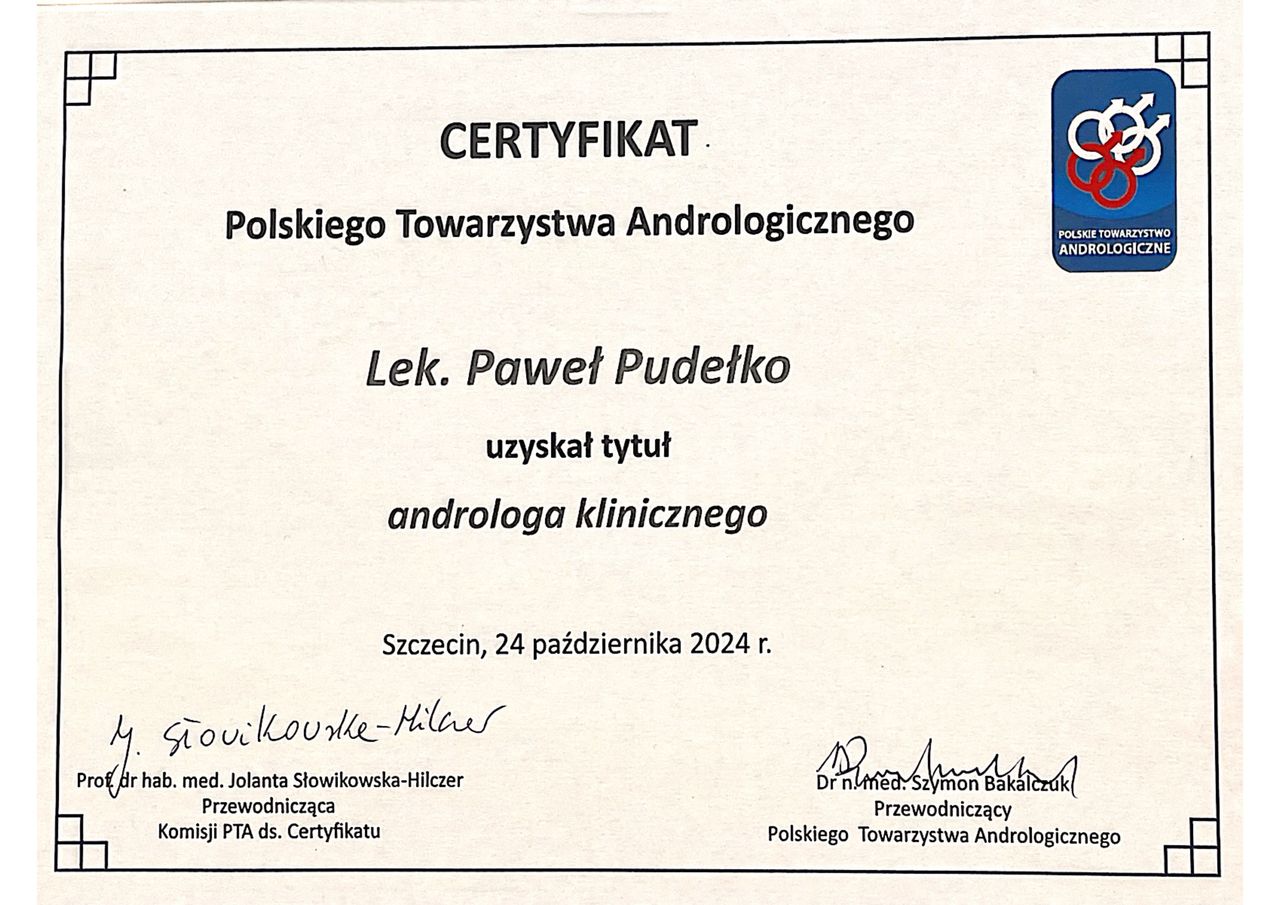 CERTYFIKAT
Polskiego Towarzystwa Andrologicznego
POLSKIE TOWARZYSTWO
ANDROLOGICZNE
Lek. Paweł Pudełko
uzyskał tytuł
androloga klinicznego
Szczecin, 24 października 2024 r.
J. Słowikowska-Hilczer
Prof. dr hab. med. Jolanta Słowikowska-Hilczer
Przewodnicząca
Komisji PTA ds. Certyfikatu
Dr n. med. Szymon Bakalczuk
Przewodniczący
Polskiego Towarzystwa Andrologicznego